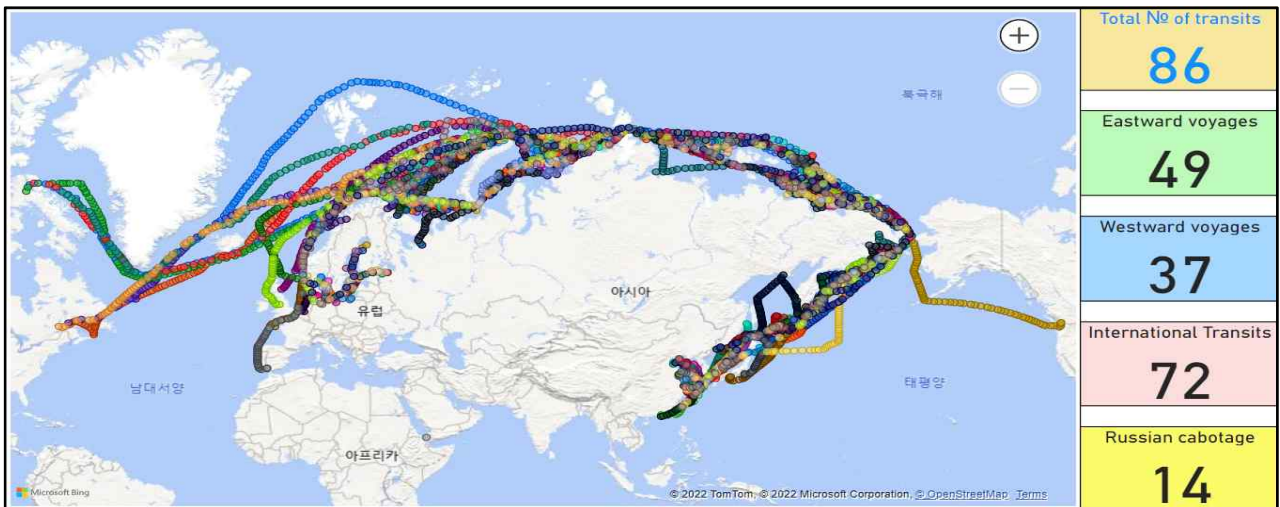 Total № of transits
86
Eastward voyages
49
Westward voyages
37
International Transits
72
Russian cabotage
14
+
−
북극해
아시아
유럽
남대서양
태평양
아프리카
Microsoft Bing
© 2022 TomTom, © 2022 Microsoft Corporation, © OpenStreetMap Terms